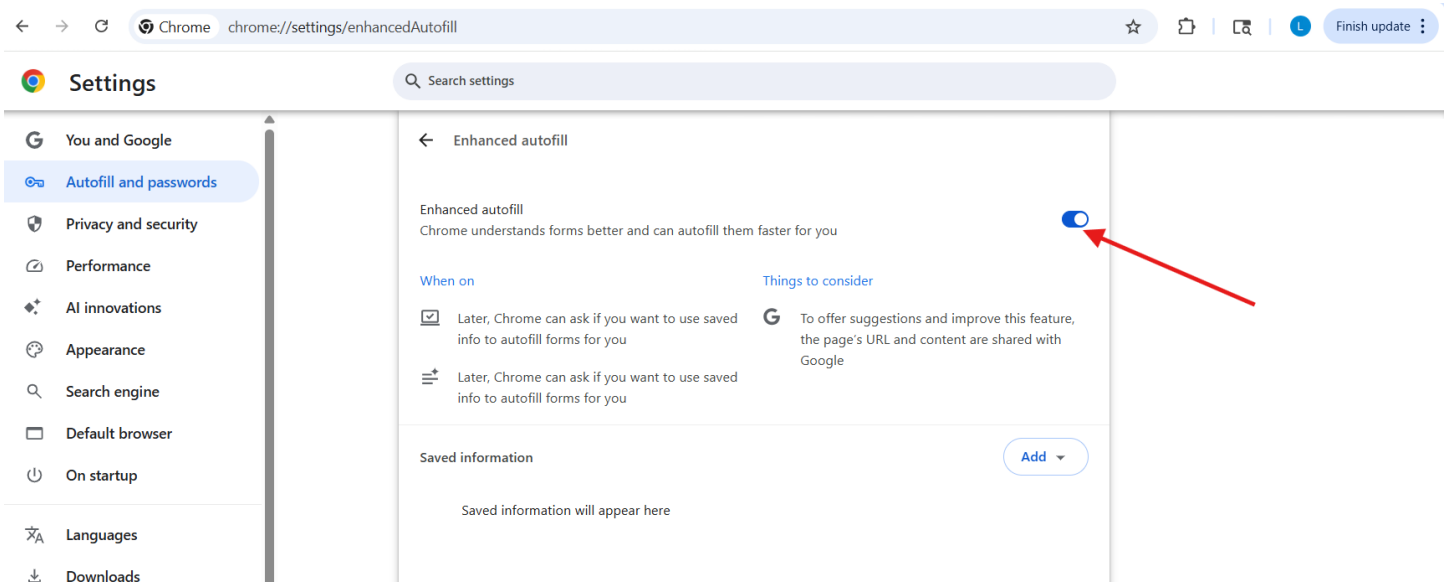 Chrome chrome://settings/enhancedAutofill L Finish update
Settings
Search settings
You and Google
Autofill and passwords
Privacy and security
Performance
AI innovations
Appearance
Search engine
Default browser
On startup
Languages
Downloads
Enhanced autofill
Enhanced autofill
Chrome understands forms better and can autofill them faster for you
When on
Later, Chrome can ask if you want to use saved
info to autofill forms for you
Later, Chrome can ask if you want to use saved
info to autofill forms for you
Things to consider
To offer suggestions and improve this feature,
the page's URL and content are shared with
Google
Saved information
Add
Saved information will appear here